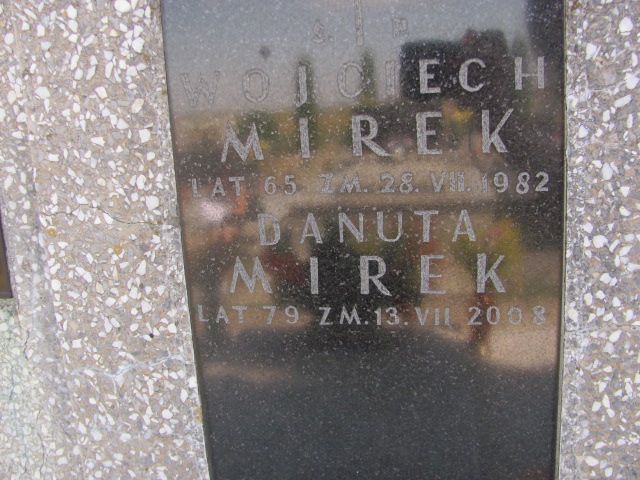 Ś P
WOJCIECH
MIREK
LAT 65 ZM. 28. VII. 1982
DANUTA
MIREK
LAT 79 ZM. 13. VII 2008